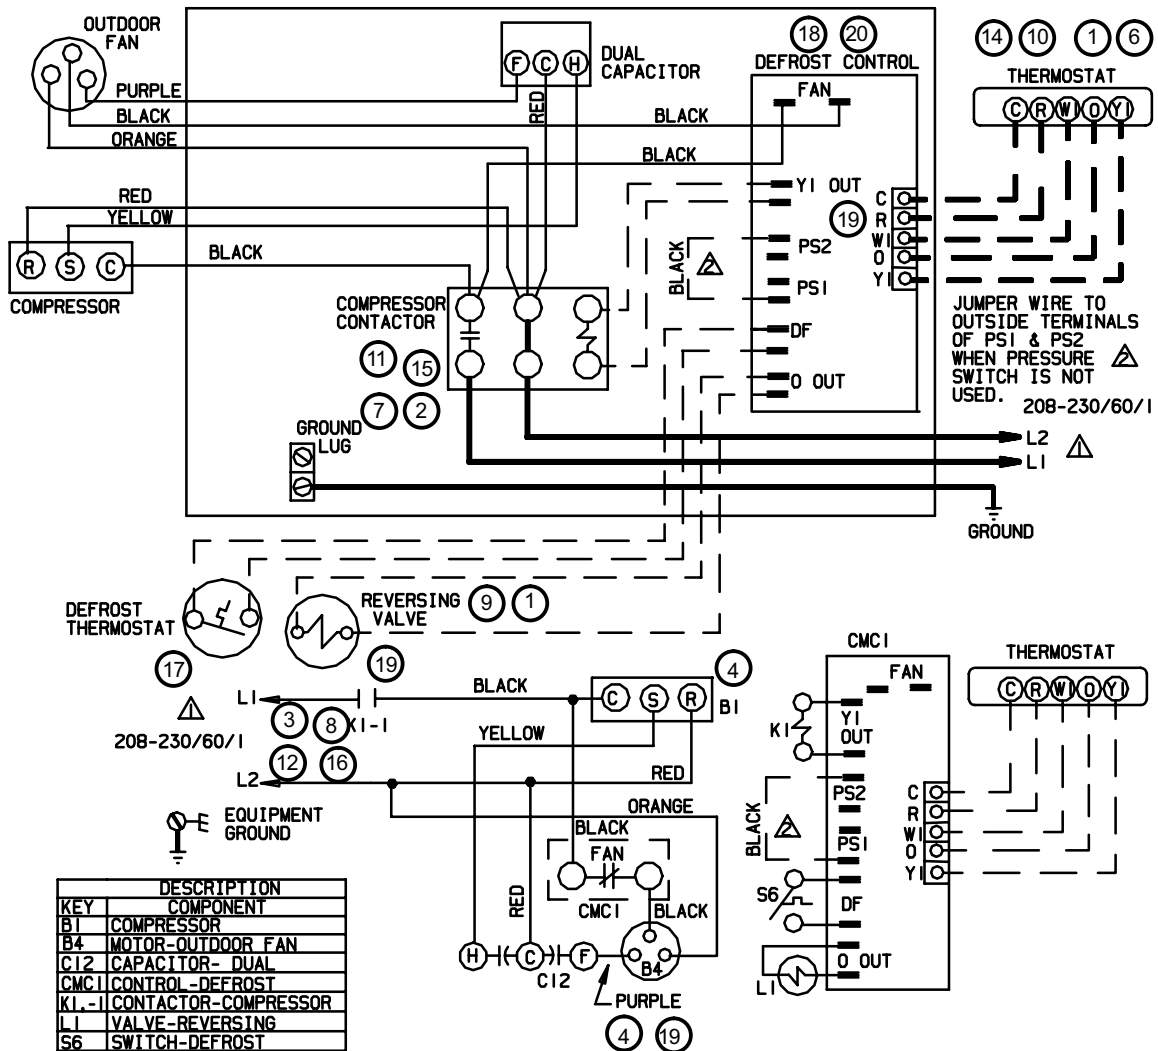 OUTDOOR
FAN
PURPLE
BLACK
ORANGE
F C H
DUAL
CAPACITOR
RED
BLACK
BLACK
18 20
DEFROST CONTROL
FAN
14 10 1 6
THERMOSTAT
C R W1 O Y1
RED
YELLOW
R S C
BLACK
COMPRESSOR
Y1 OUT
19
C
R
W1
O
Y1
BLACK
2
PS2
PS1
DF
O OUT
COMPRESSOR
CONTACTOR
11 15
7 2
JUMPER WIRE TO
OUTSIDE TERMINALS
OF PS1 & PS2
WHEN PRESSURE
SWITCH IS NOT
USED.
2
208-230/60/1
L2
L1
1
GROUND
LUG
GROUND
DEFROST
THERMOSTAT
17
REVERSING
VALVE
9 1
19
1
208-230/60/1
L1
3 8
K1-1
BLACK
C S R
4
B1
YELLOW
12 16
L2
RED
ORANGE
EQUIPMENT
GROUND
BLACK
FAN
CMC1
RED
BLACK
H C F
C12
B4
PURPLE
4 19
CMC1
FAN
THERMOSTAT
C R W1 O Y1
K1
Y1
OUT
PS2
BLACK
2
PS1
C
R
W1
O
Y1
S6
DF
O OUT
L1
DESCRIPTION
KEY COMPONENT
B1 COMPRESSOR
B4 MOTOR-OUTDOOR FAN
C12 CAPACITOR- DUAL
CMC1 CONTROL-DEFROST
K1,-1 CONTACTOR-COMPRESSOR
L1 VALVE-REVERSING
S6 SWITCH-DEFROST